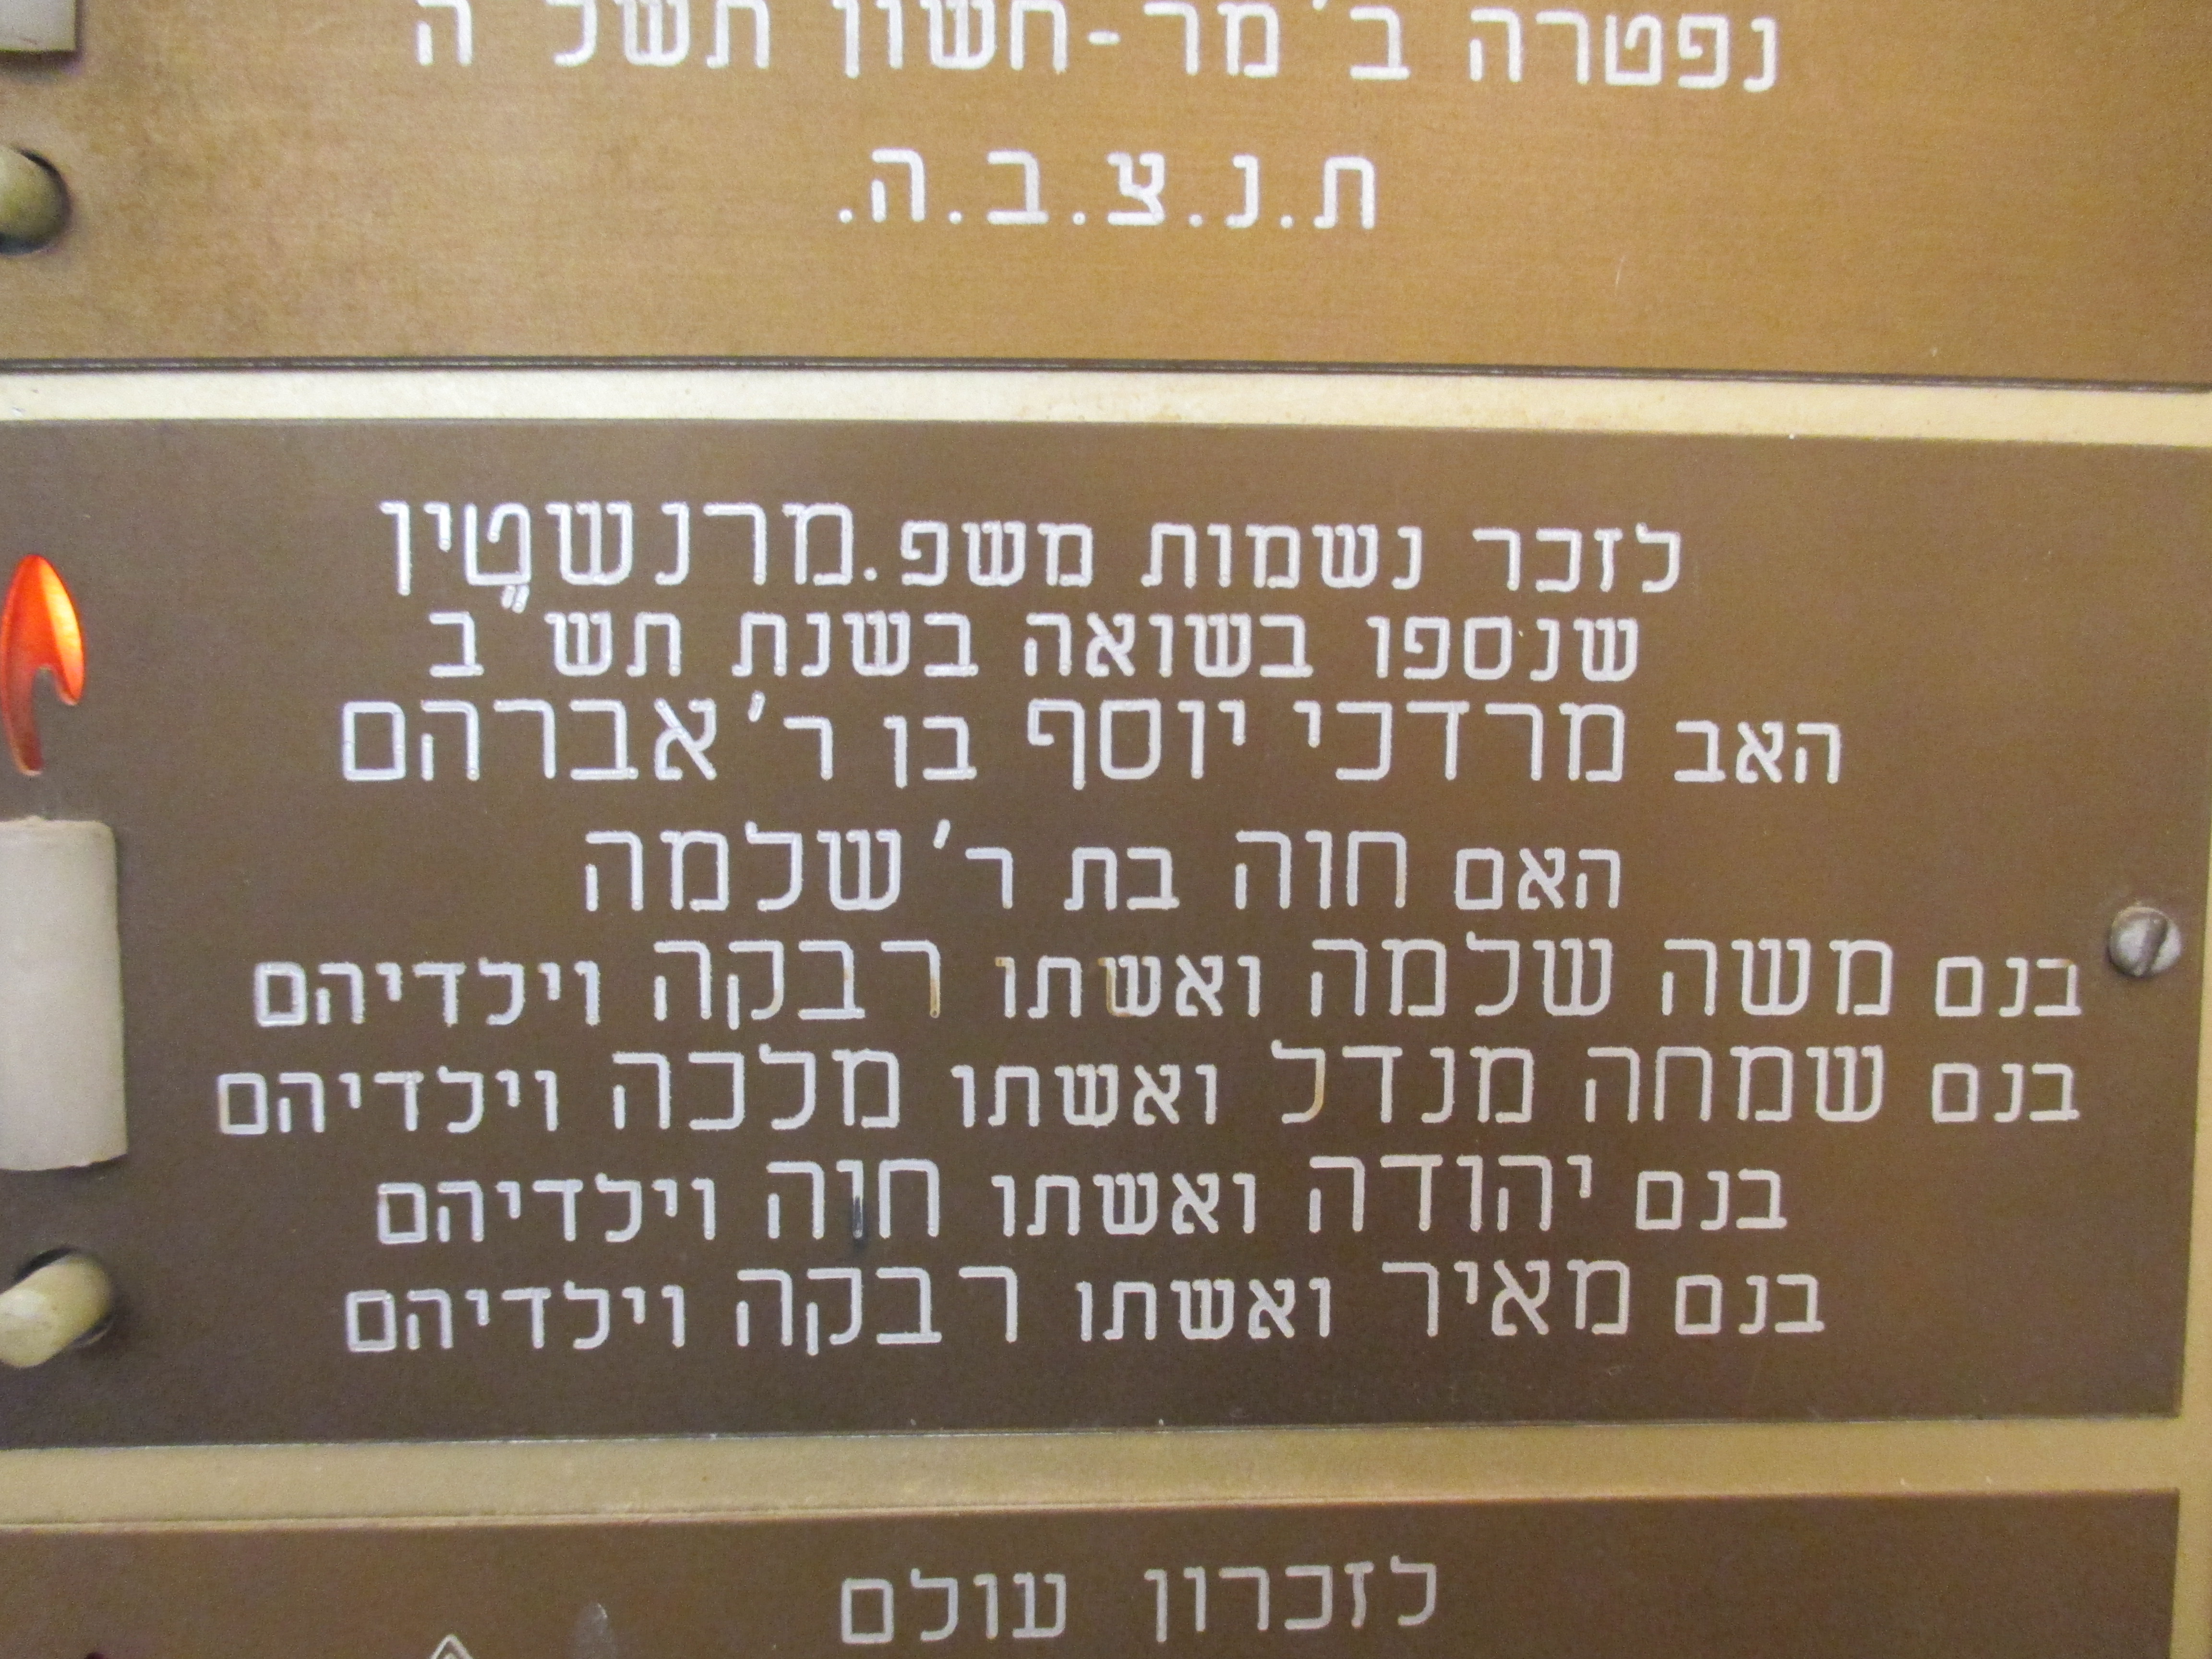 נפטרה ב'מר-חשון תשל"ה
ת.נ.צ.ב.ה.
לזכר נשמות משפ.מרנשטין
שנספו בשואה בשנת תש"ב
האב מרדכי יוסף בן ר'אברהם
האם חוה בת ר'שלמה
בנם משה שלמה ואשתו רבקה וילדיהם
בנם שמחה מנדל ואשתו מלכה וילדיהם
בנם יהודה ואשתו חוה וילדיהם
בנם מאיר ואשתו רבקה וילדיהם
לזכרון עולם